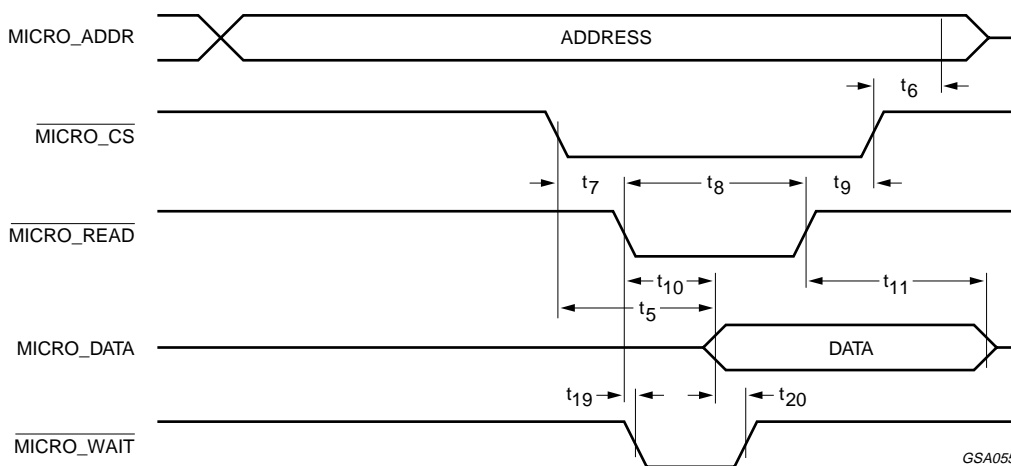 MICRO_ADDR
ADDRESS
t6
MICRO_CS
t7
t8
t9
MICRO_READ
t10
t11
t5
MICRO_DATA
DATA
t19
t20
MICRO_WAIT